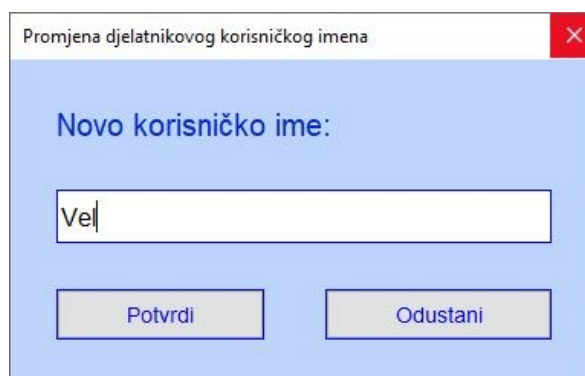 Promjena djelatnikovog korisničkog imena
Novo korisničko ime:
Vel
Potvrdi
Odustani